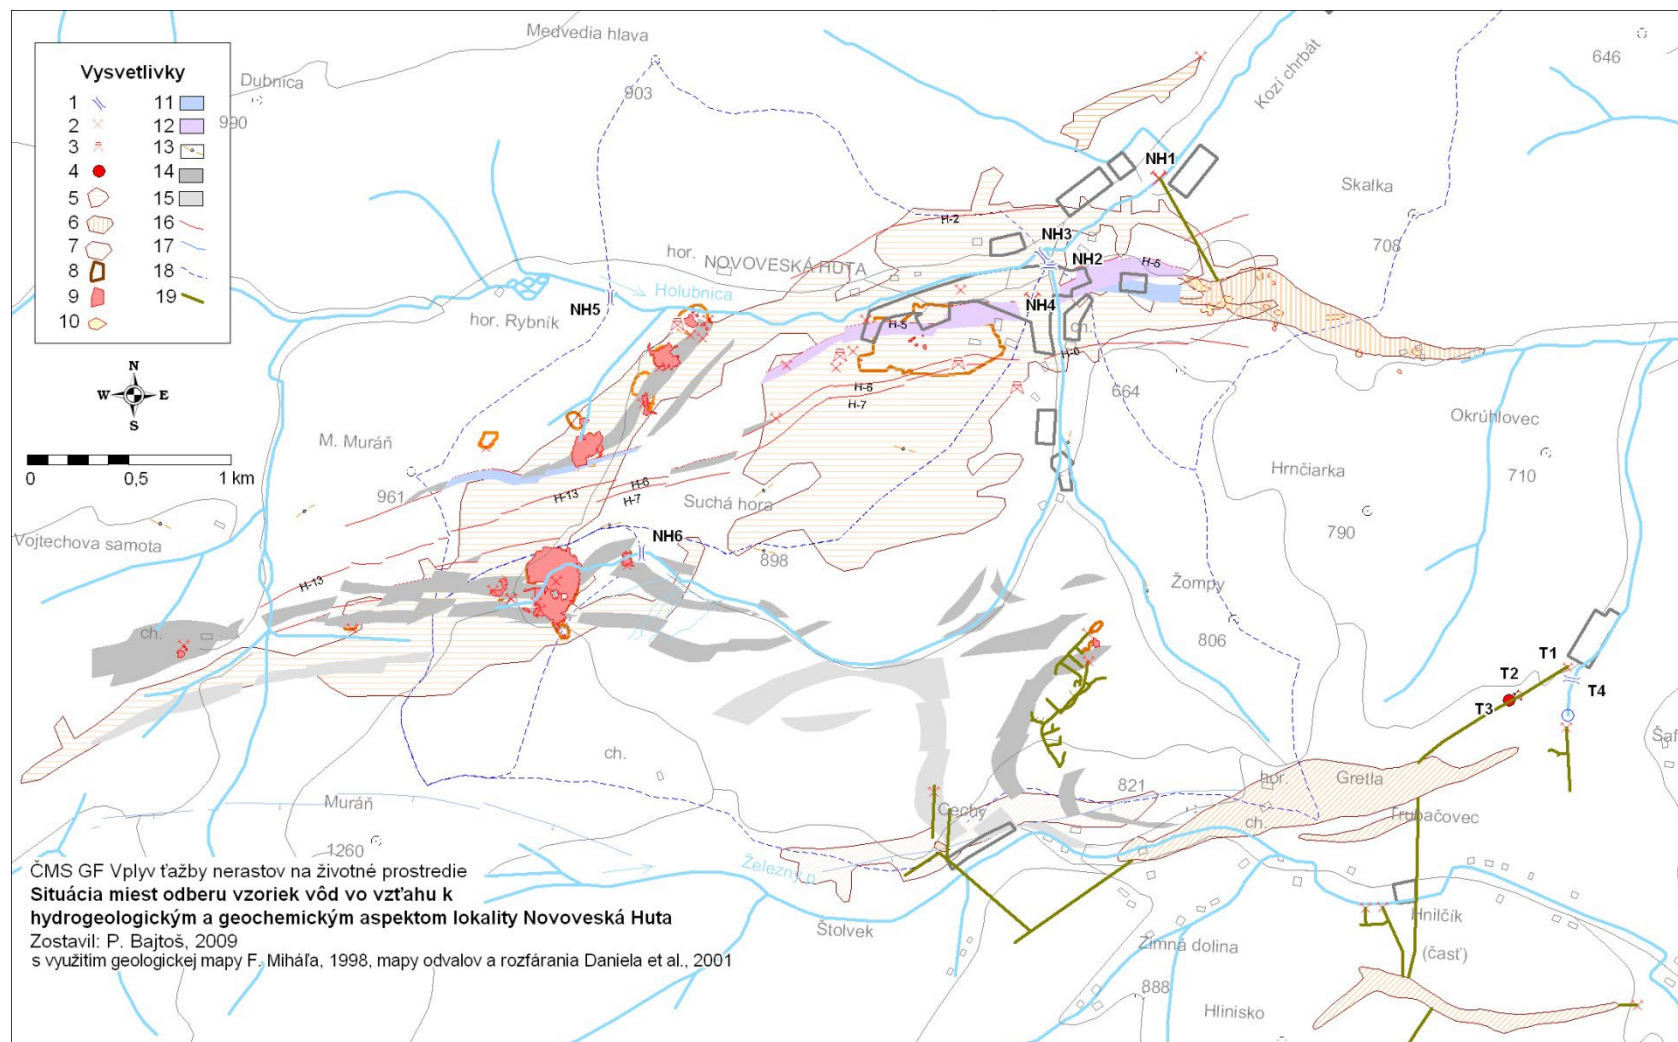 Medvedia hlava
Kozí chrbát
646
Vysvetlivky
1
2
3
4
5
6
7
8
9
10
11
12
13
14
15
16
17
18
19
Dubnica
990
903
NH1
Skalka
708
H-2
NH3
hor.
NOVOVESKÁ HUTA
NH2
H-5
Holubnica
NH5
hor. Rybník
NH4
H-5
ch.
H-6
N
W
E
S
0
0,5
1 km
M. Muráň
961
H-6
H-7
664
Okrúhlovec
710
Hrnčiarka
790
H-13
H-6
H-7
Suchá hora
898
Vojtechova samota
NH6
H-13
ch.
Žompy
806
T1
T2
T3
T4
Šaf
ch.
Muráň
1260
Čechy
821
hor.
Gretla
ch.
Trubačovec
Železný p.
Štolvek
Zimná dolina
888
Hnilčík
(časť)
Hlinisko
ČMS GF Vplyv ťažby nerastov na životné prostredie
Situácia miest odberu vzoriek vôd vo vzťahu k
hydrogeologickým a geochemickým aspektom lokality Novoveská Huta
Zostavil: P. Bajtoš, 2009
s využitím geologickej mapy F. Miháľa, 1998, mapy odvalov a rozfárania Daniela et al., 2001